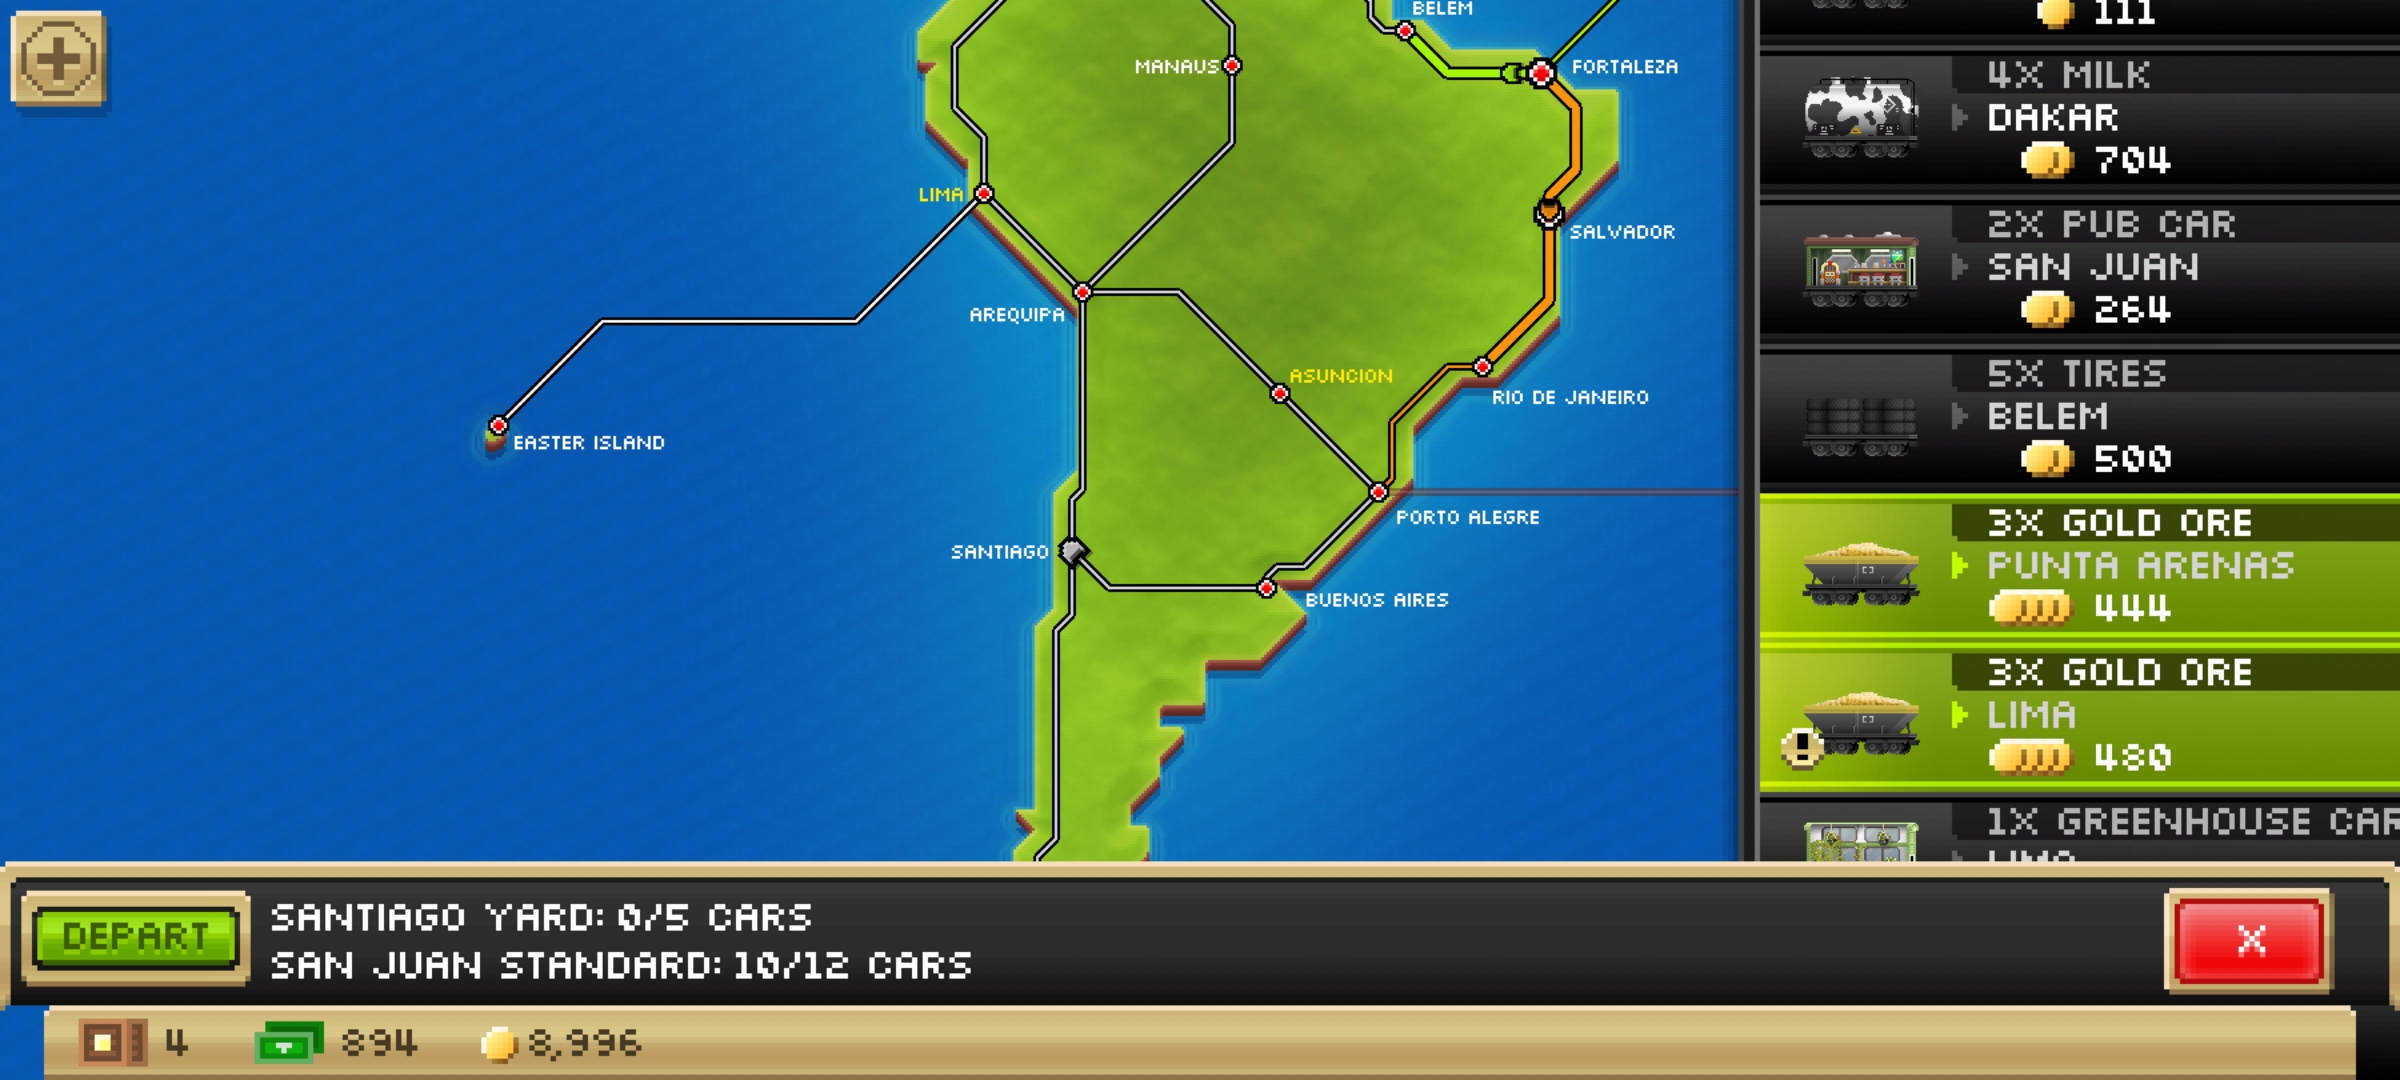 BELEM
MANAUS
FORTALEZA
LIMA
SALVADOR
AREQUIPA
ASUNCION
RIO DE JANEIRO
EASTER ISLAND
PORTO ALEGRE
SANTIAGO
BUENOS AIRES
111
4X MILK
DAKAR
704
2X PUB CAR
SAN JUAN
264
5X TIRES
BELEM
500
3X GOLD ORE
PUNTA ARENAS
444
3X GOLD ORE
LIMA
480
1X GREENHOUSE CAR
LIMA
DEPART
SANTIAGO YARD: 0/5 CARS
SAN JUAN STANDARD: 10/12 CARS
X
4
894
8,996